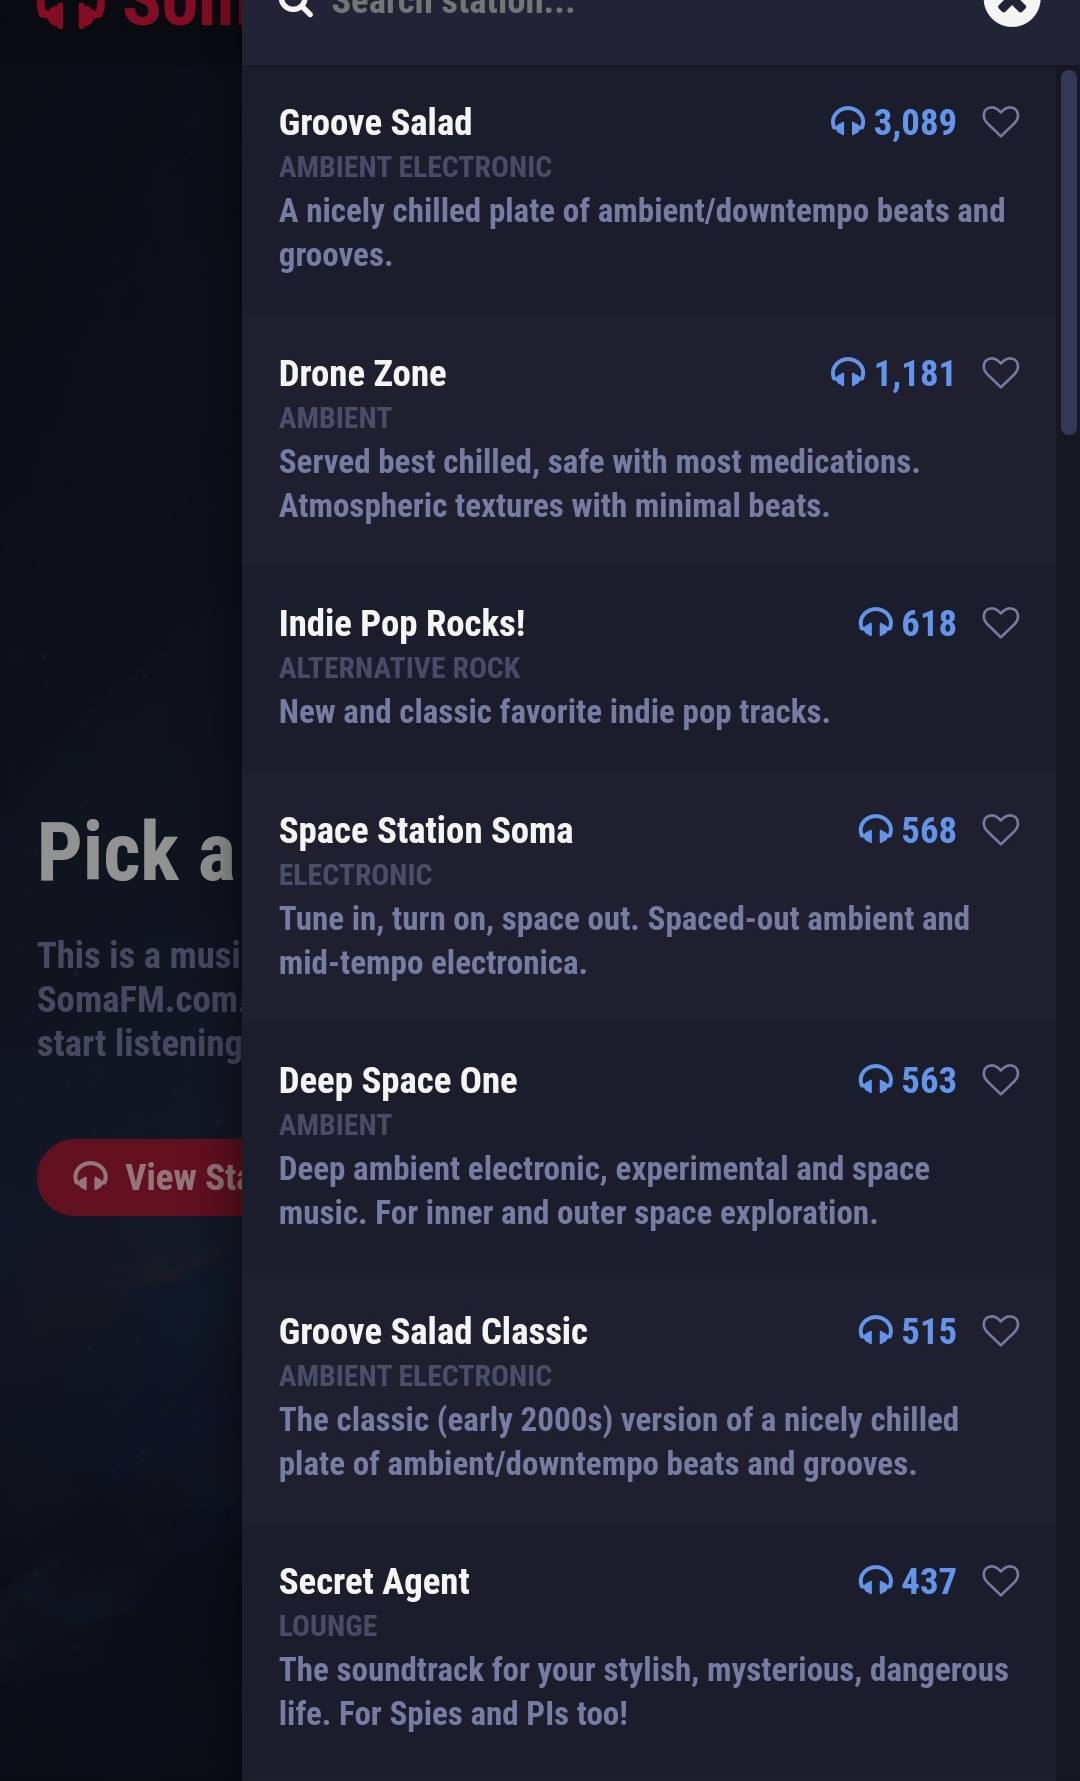 Search station...
Groove Salad 3,089
AMBIENT ELECTRONIC
A nicely chilled plate of ambient/downtempo beats and
grooves.
Drone Zone 1,181
AMBIENT
Served best chilled, safe with most medications.
Atmospheric textures with minimal beats.
Indie Pop Rocks! 618
ALTERNATIVE ROCK
New and classic favorite indie pop tracks.
Space Station Soma 568
ELECTRONIC
Tune in, turn on, space out. Spaced-out ambient and
mid-tempo electronica.
Deep Space One 563
AMBIENT
Deep ambient electronic, experimental and space
music. For inner and outer space exploration.
Groove Salad Classic 515
AMBIENT ELECTRONIC
The classic (early 2000s) version of a nicely chilled
plate of ambient/downtempo beats and grooves.
Secret Agent 437
LOUNGE
The soundtrack for your stylish, mysterious, dangerous
life. For Spies and PIs too!
Pick a
This is a musi
SomaFM.com.
start listening
View Sta